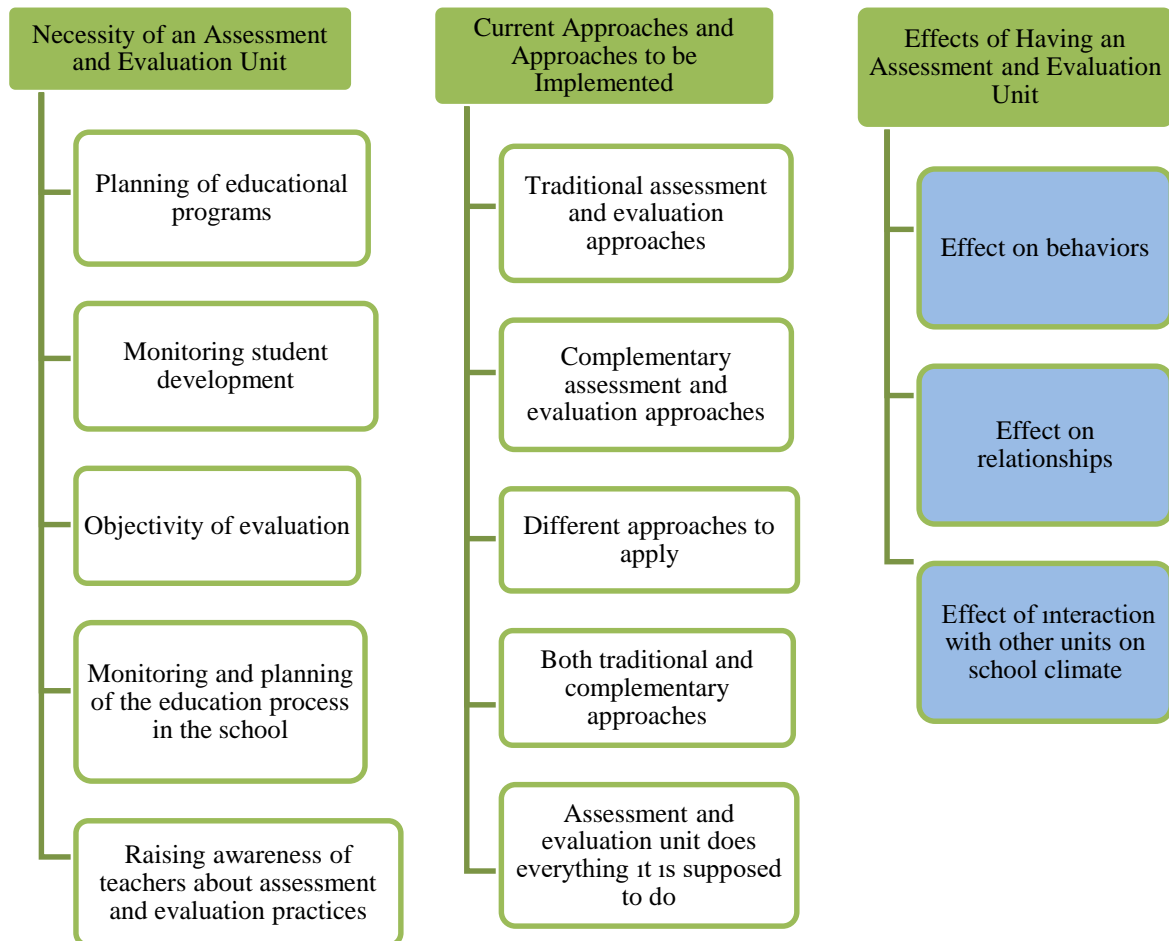 Necessity of an Assessment
and Evaluation Unit
Planning of educational
programs
Monitoring student
development
Objectivity of evaluation
Monitoring and planning
of the education process
in the school
Raising awareness of
teachers about assessment
and evaluation practices
Current Approaches and
Approaches to be
Implemented
Traditional assessment
and evaluation
approaches
Complementary
assessment and
evaluation approaches
Different approaches to
apply
Both traditional and
complementary
approaches
Assessment and
evaluation unit does
everything ıt ıs supposed
to do
Effects of Having an
Assessment and Evaluation
Unit
Effect on behaviors
Effect on
relationships
Effect of ınteraction
with other units on
school climate